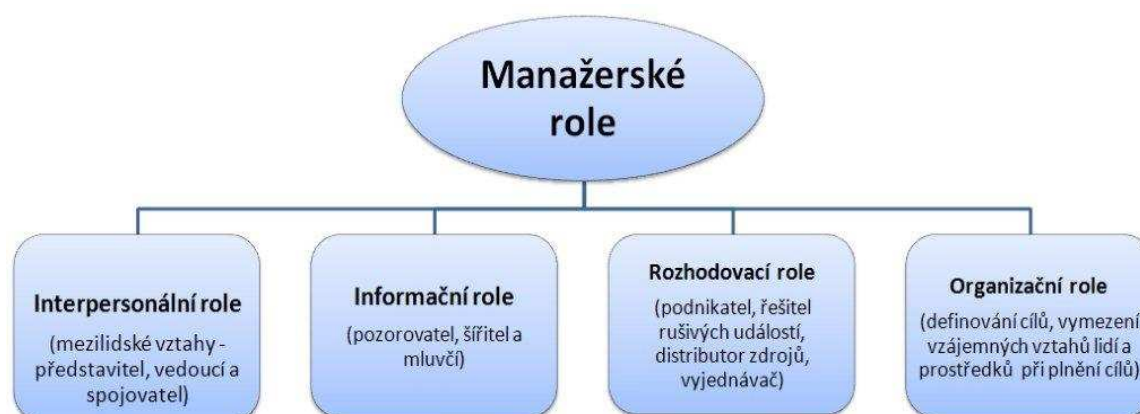 Manažerské
role
Interpersonální role
(mezilidské vztahy -
představitel, vedoucí a
spojovatel)
Informační role
(pozorovatel, šířitel a
mluvčí)
Rozhodovací role
(podnikatel, řešitel
rušivých událostí,
distributor zdrojů,
vyjednávač)
Organizační role
(definování cílů, vymezení
vzájemných vztahů lidí a
prostředků při plnění cílů)